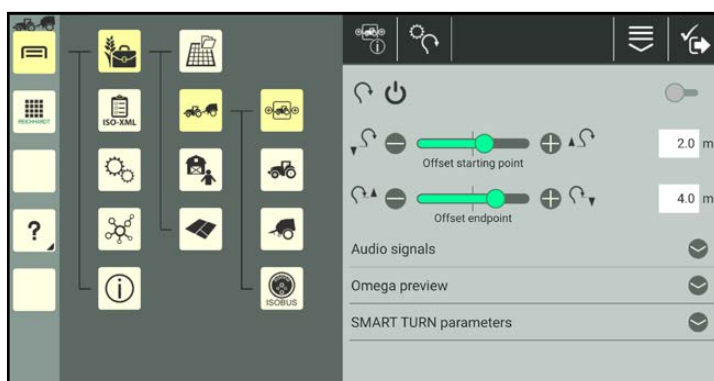 REICHHARDT
ISO-XML
?
ISOBUS
2.0 m
Offset starting point
4.0 m
Offset endpoint
Audio signals
Omega preview
SMART TURN parameters